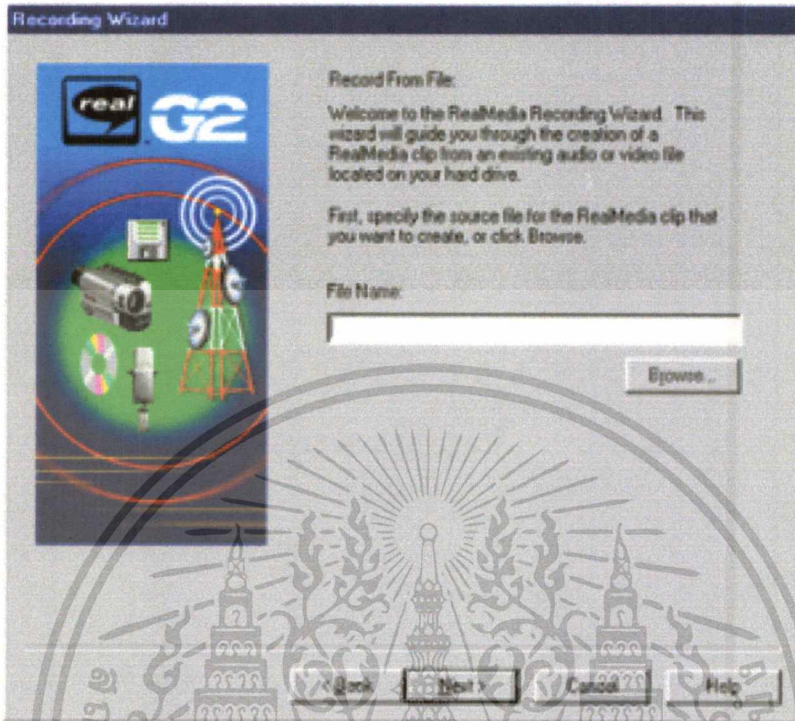 Recording Wizard
real
G2
Record From File:
Welcome to the RealMedia Recording Wizard. This
wizard will guide you through the creation of a
RealMedia clip from an existing audio or video file
located on your hard drive.
First, specify the source file for the RealMedia clip that
you want to create, or click Browse.
File Name:
Browse...
< Back
Next >
Cancel
Help